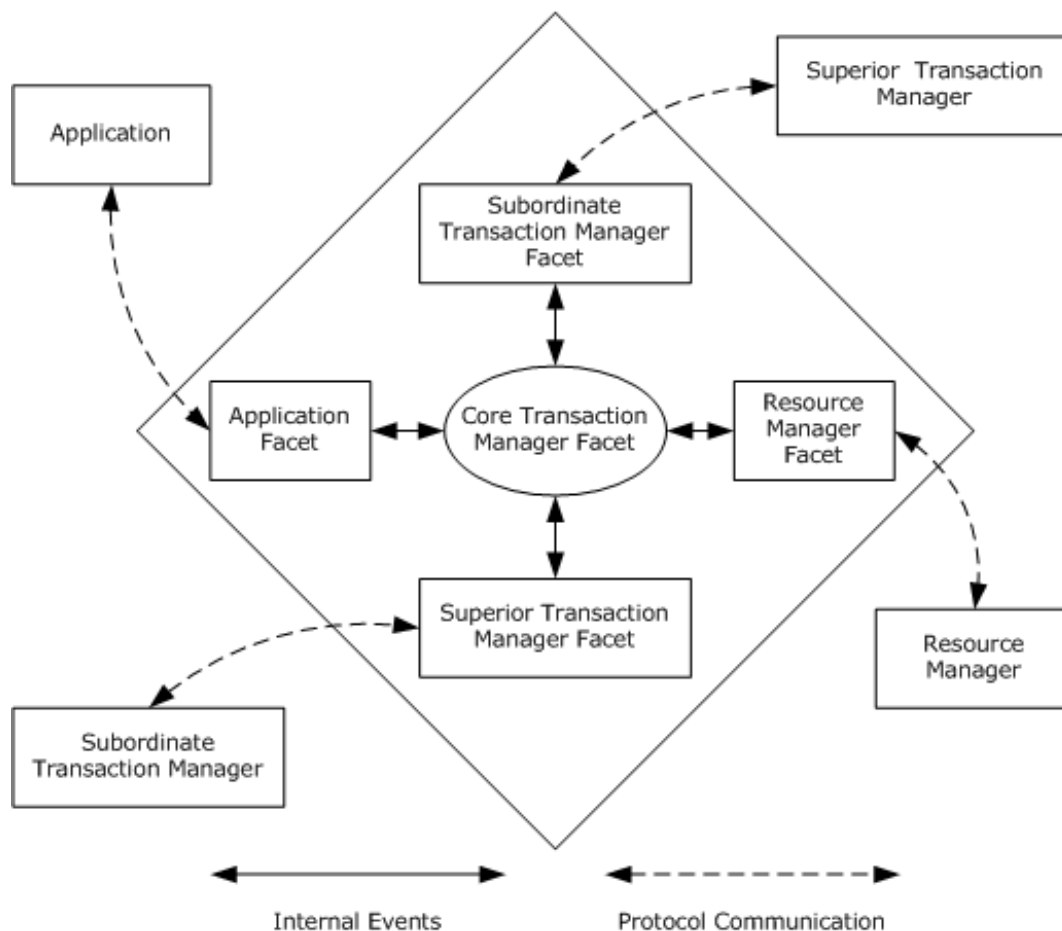 Superior Transaction
Manager
Application
Subordinate
Transaction Manager
Facet
Application
Facet
Core Transaction
Manager Facet
Resource
Manager
Facet
Superior Transaction
Manager Facet
Resource
Manager
Subordinate
Transaction Manager
Internal Events
Protocol Communication